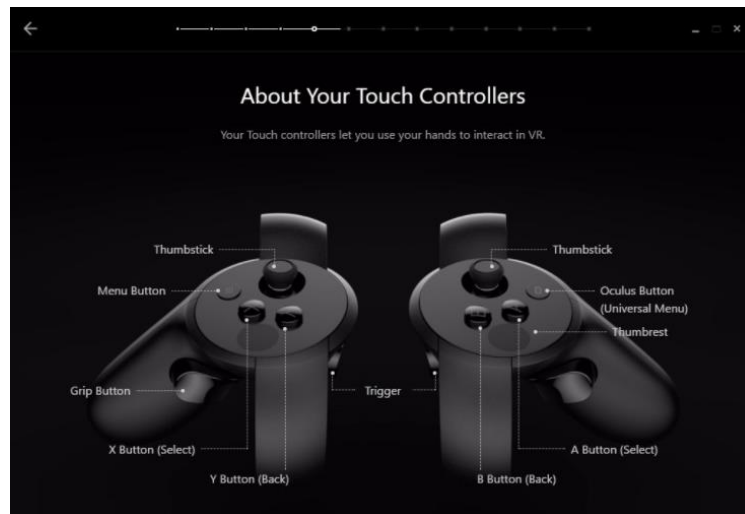 About Your Touch Controllers
Your Touch controllers let you use your hands to interact in VR.
Thumbstick
Thumbstick
Menu Button
Oculus Button
(Universal Menu)
Thumbrest
Grip Button
Trigger
X Button (Select)
A Button (Select)
Y Button (Back)
B Button (Back)